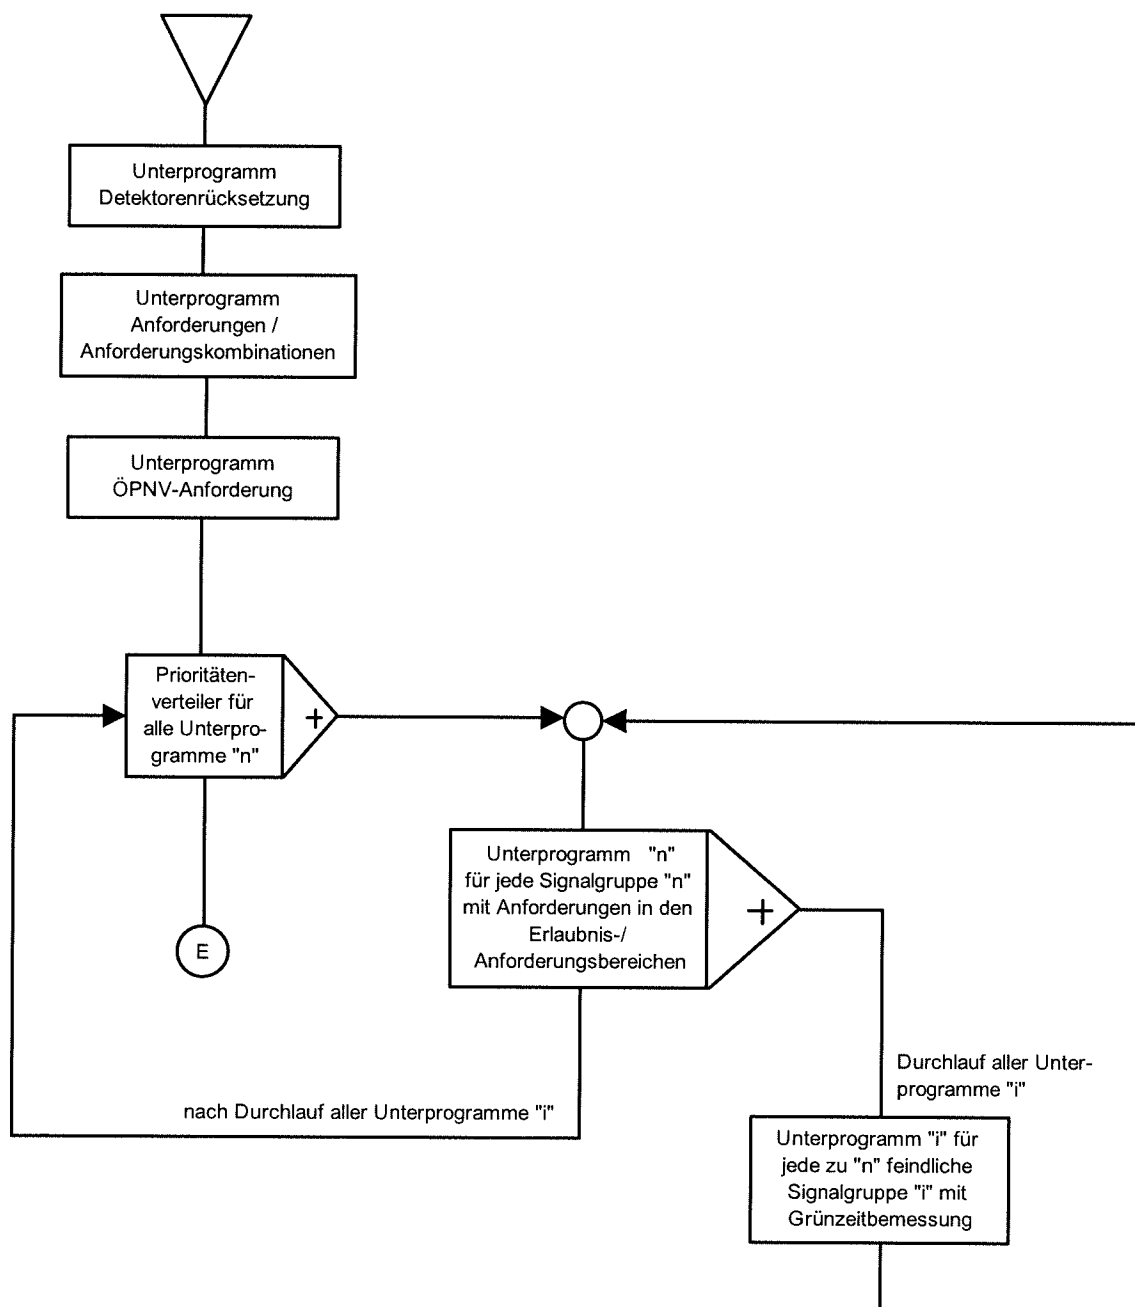 Unterprogramm
Detektorenrücksetzung
Unterprogramm
Anforderungen /
Anforderungskombinationen
Unterprogramm
ÖPNV-Anforderung
Prioritäten-
verteiler für
alle Unterpro-
gramme "n"
+
E
Unterprogramm "n"
für jede Signalgruppe "n"
mit Anforderungen in den
Erlaubnis-/
Anforderungsbereichen
+
nach Durchlauf aller Unterprogramme "i"
Durchlauf aller Unter-
programme "i"
Unterprogramm "i" für
jede zu "n" feindliche
Signalgruppe "i" mit
Grünzeitbemessung